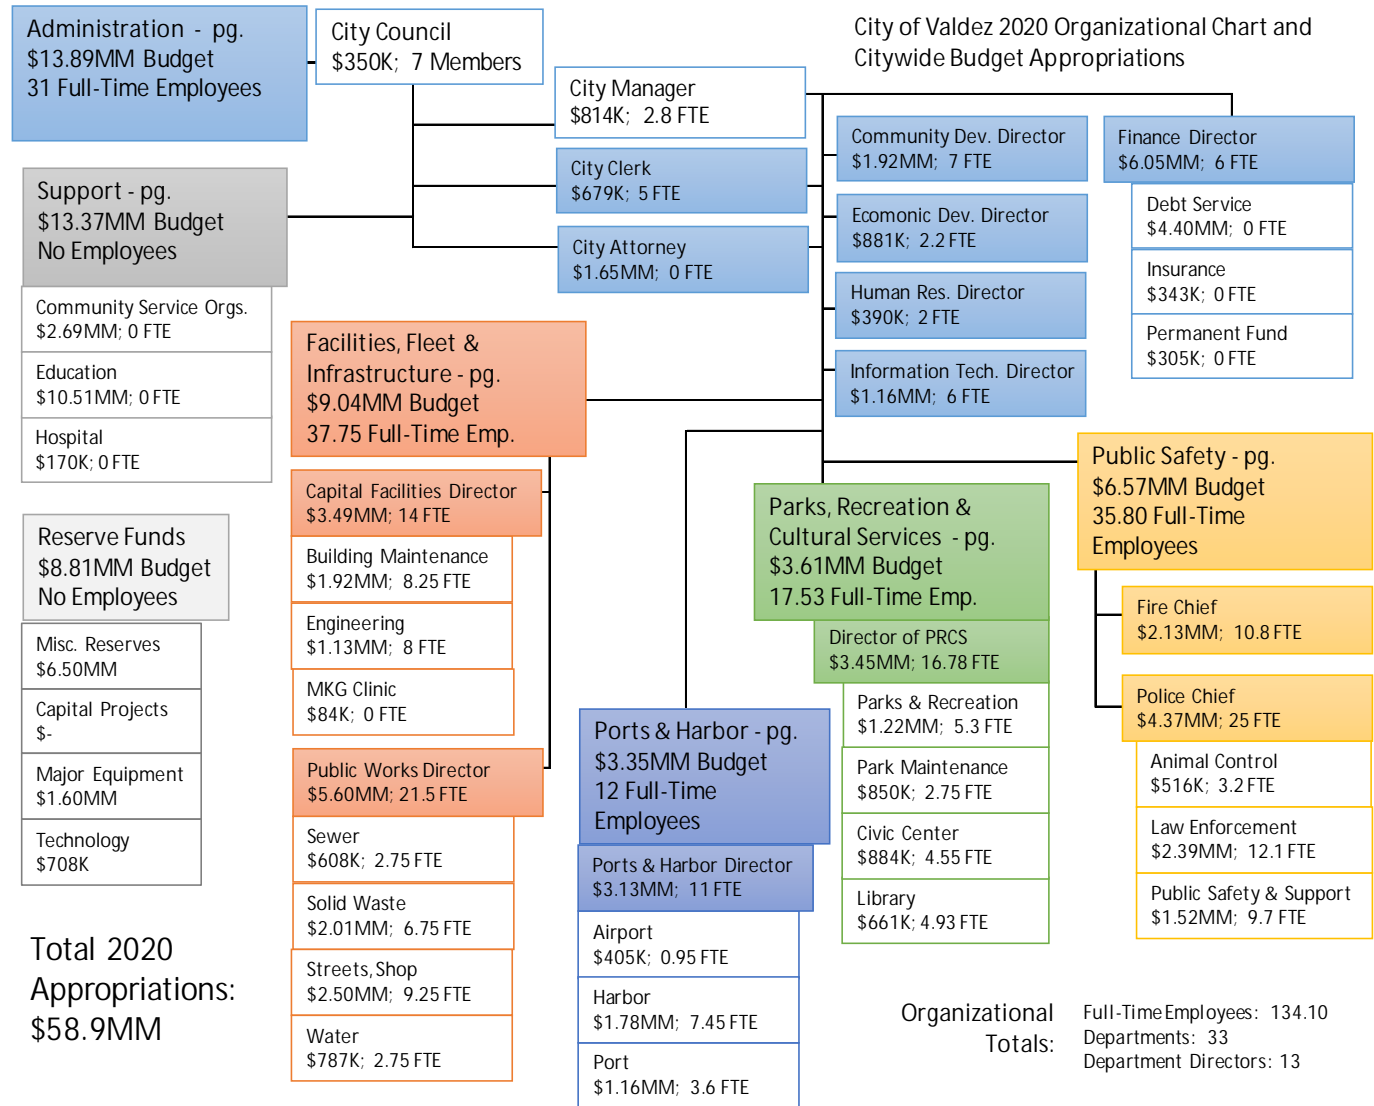 Administration - pg.
$13.89MM Budget
31 Full-Time Employees
City Council
$350K; 7 Members
City of Valdez 2020 Organizational Chart and
Citywide Budget Appropriations
City Manager
$814K; 2.8 FTE
City Clerk
$679K; 5 FTE
City Attorney
$1.65MM; 0 FTE
Community Dev. Director
$1.92MM; 7 FTE
Ecomonic Dev. Director
$881K; 2.2 FTE
Human Res. Director
$390K; 2 FTE
Information Tech. Director
$1.16MM; 6 FTE
Finance Director
$6.05MM; 6 FTE
Debt Service
$4.40MM; 0 FTE
Insurance
$343K; 0 FTE
Permanent Fund
$305K; 0 FTE
Support - pg.
$13.37MM Budget
No Employees
Community Service Orgs.
$2.69MM; 0 FTE
Education
$10.51MM; 0 FTE
Hospital
$170K; 0 FTE
Reserve Funds
$8.81MM Budget
No Employees
Misc. Reserves
$6.50MM
Capital Projects
$-
Major Equipment
$1.60MM
Technology
$708K
Total 2020
Appropriations:
$58.9MM
Facilities, Fleet &
Infrastructure - pg.
$9.04MM Budget
37.75 Full-Time Emp.
Capital Facilities Director
$3.49MM; 14 FTE
Building Maintenance
$1.92MM; 8.25 FTE
Engineering
$1.13MM; 8 FTE
MKG Clinic
$84K; 0 FTE
Public Works Director
$5.60MM; 21.5 FTE
Sewer
$608K; 2.75 FTE
Solid Waste
$2.01MM; 6.75 FTE
Streets, Shop
$2.50MM; 9.25 FTE
Water
$787K; 2.75 FTE
Ports & Harbor - pg.
$3.35MM Budget
12 Full-Time
Employees
Ports & Harbor Director
$3.13MM; 11 FTE
Airport
$405K; 0.95 FTE
Harbor
$1.78MM; 7.45 FTE
Port
$1.16MM; 3.6 FTE
Parks, Recreation &
Cultural Services - pg.
$3.61MM Budget
17.53 Full-Time Emp.
Director of PRCS
$3.45MM; 16.78 FTE
Parks & Recreation
$1.22MM; 5.3 FTE
Park Maintenance
$850K; 2.75 FTE
Civic Center
$884K; 4.55 FTE
Library
$661K; 4.93 FTE
Public Safety - pg.
$6.57MM Budget
35.80 Full-Time
Employees
Fire Chief
$2.13MM; 10.8 FTE
Police Chief
$4.37MM; 25 FTE
Animal Control
$516K; 3.2 FTE
Law Enforcement
$2.39MM; 12.1 FTE
Public Safety & Support
$1.52MM; 9.7 FTE
Organizational
Totals:
Full-Time Employees: 134.10
Departments: 33
Department Directors: 13